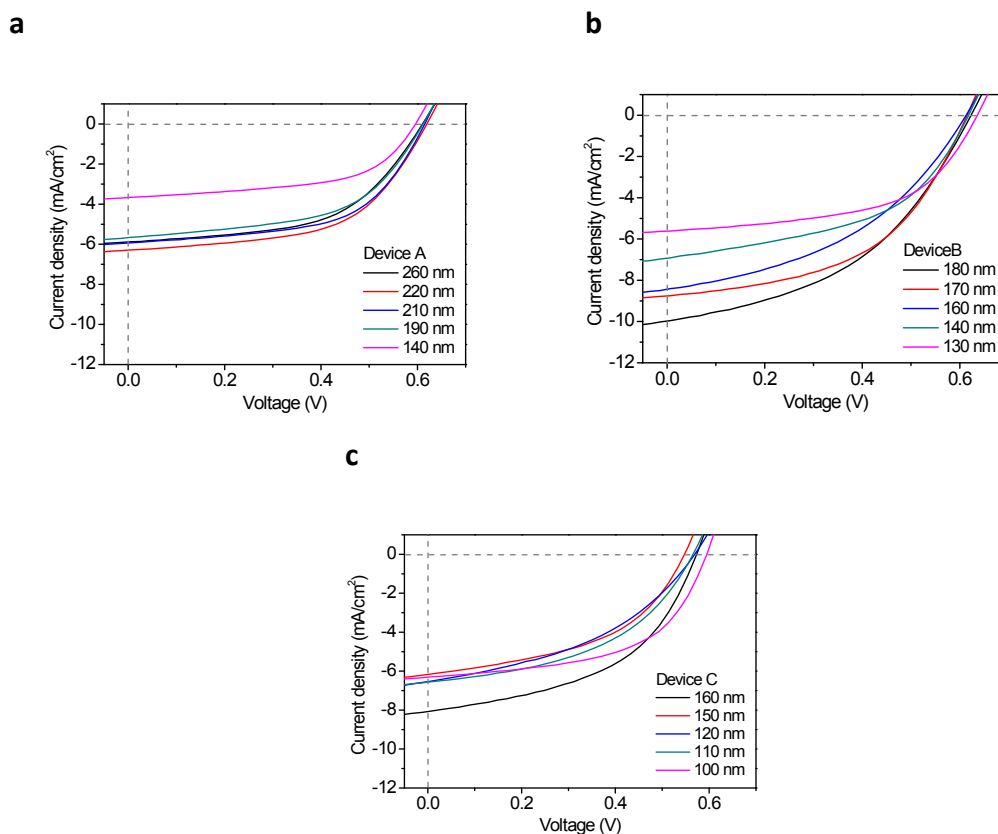 a
0
-2
-4
-6
-8
-10
-12
Current density (mA/cm²)
Device A
260 nm
220 nm
210 nm
190 nm
140 nm
0.0 0.2 0.4 0.6
Voltage (V)
b
0
-2
-4
-6
-8
-10
-12
Current density (mA/cm²)
DeviceB
180 nm
170 nm
160 nm
140 nm
130 nm
0.0 0.2 0.4 0.6
Voltage (V)
c
0
-2
-4
-6
-8
-10
-12
Current density (mA/cm²)
Device C
160 nm
150 nm
120 nm
110 nm
100 nm
0.0 0.2 0.4 0.6
Voltage (V)